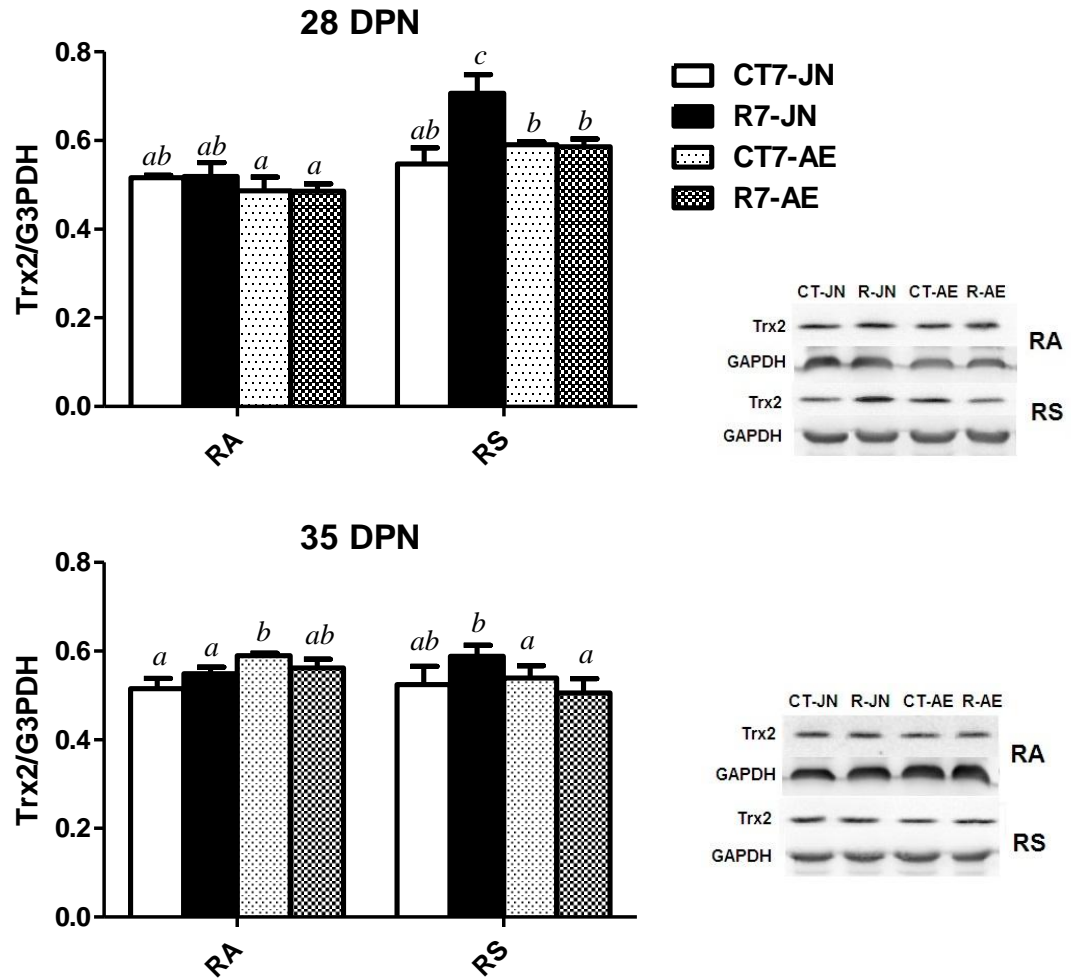 28 DPN
Trx2/G3PDH
0.8
0.6
0.4
0.2
0.0
ab
ab
a
a
ab
c
b
b
RA
RS
CT7-JN
R7-JN
CT7-AE
R7-AE
CT-JN R-JN CT-AE R-AE
Trx2
GAPDH
RA
Trx2
GAPDH
RS
35 DPN
Trx2/G3PDH
0.8
0.6
0.4
0.2
0.0
a
a
b
ab
ab
b
a
a
RA
RS
CT-JN R-JN CT-AE R-AE
Trx2
GAPDH
RA
Trx2
GAPDH
RS